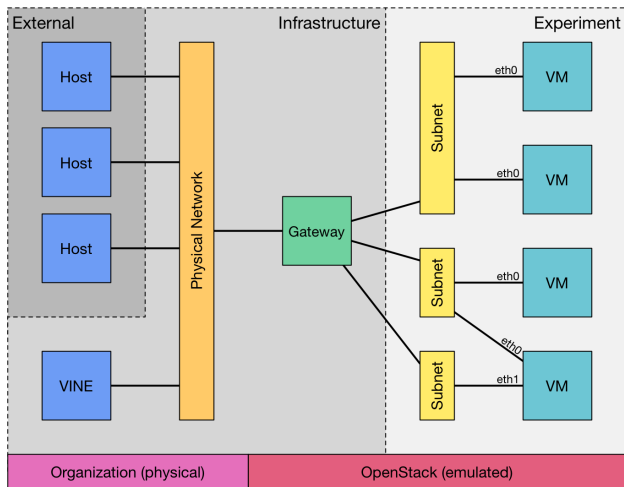 External
Infrastructure
Experiment
Host
Host
Host
VINE
Physical Network
Gateway
Subnet
Subnet
Subnet
eth0
eth0
eth0
eth0
eth1
VM
VM
VM
VM
Organization (physical)
OpenStack (emulated)